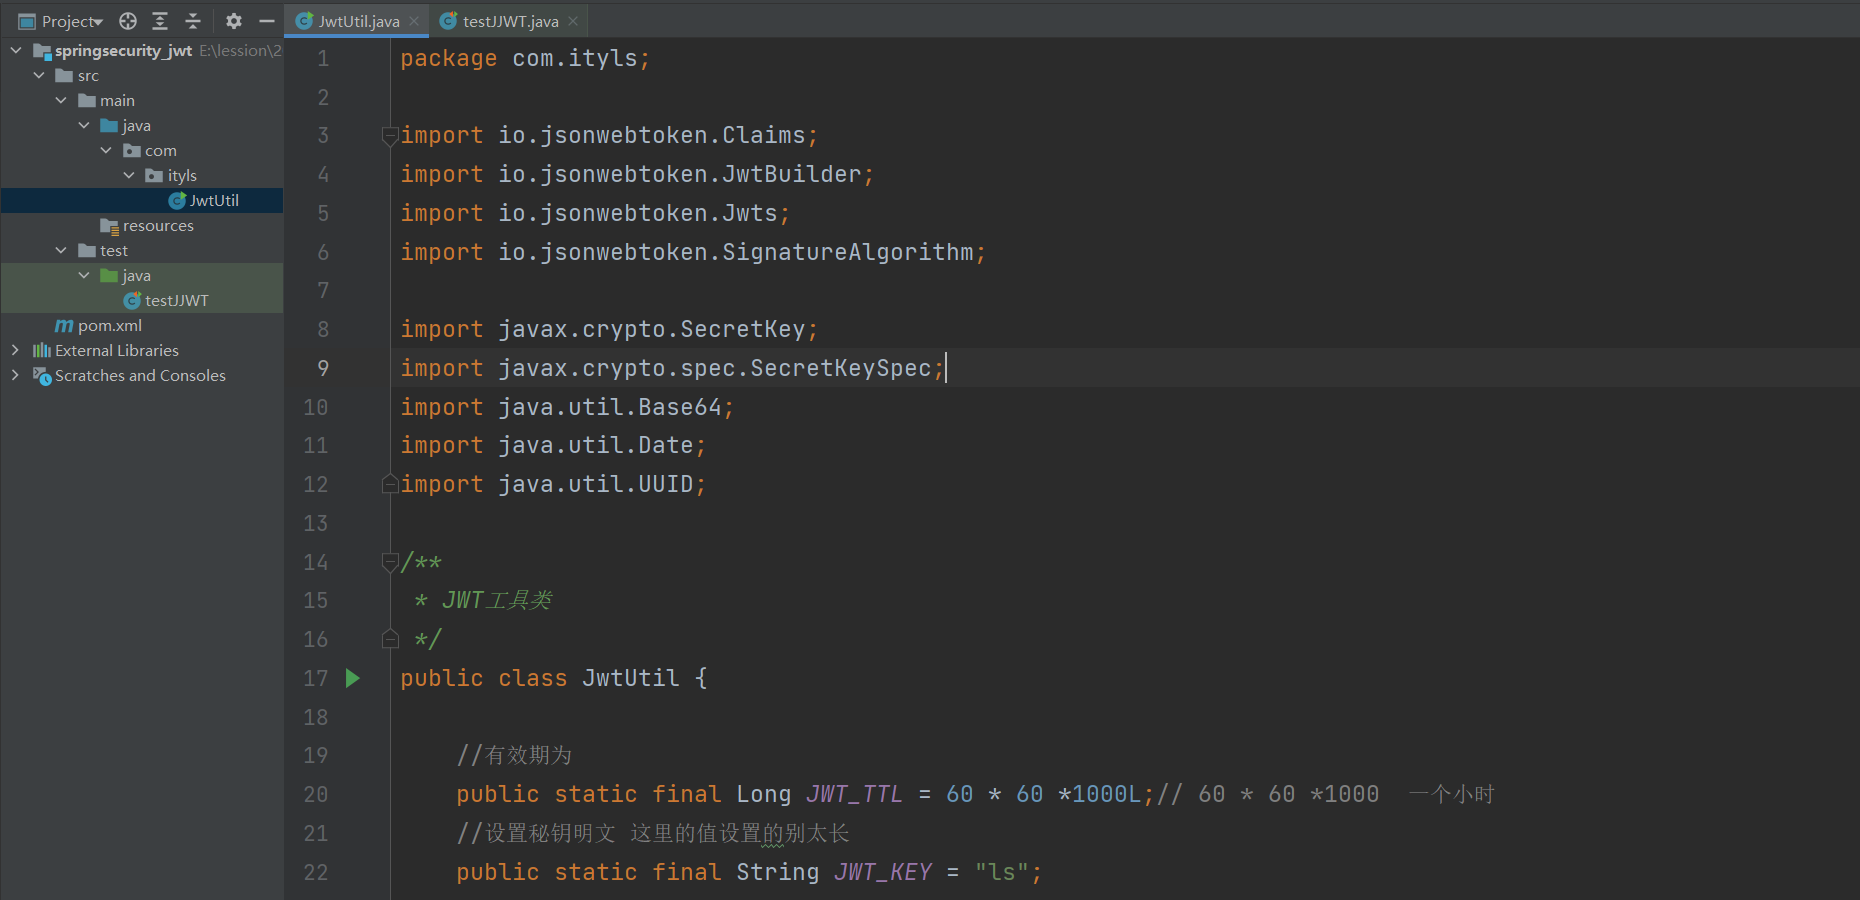 Project
JwtUtil.java
testJJWT.java
springsecurity_jwt E:\lession\2
src
main
java
com
ityls
JwtUtil
resources
test
java
testJJWT
pom.xml
External Libraries
Scratches and Consoles
1 package com.ityls;
2
3 import io.jsonwebtoken.Claims;
4 import io.jsonwebtoken.JwtBuilder;
5 import io.jsonwebtoken.Jwts;
6 import io.jsonwebtoken.SignatureAlgorithm;
7
8 import javax.crypto.SecretKey;
9 import javax.crypto.spec.SecretKeySpec;
10 import java.util.Base64;
11 import java.util.Date;
12 import java.util.UUID;
13
14 /**
15 * JWT工具类
16 */
17 public class JwtUtil {
18
19 //有效期为
20 public static final Long JWT_TTL = 60 * 60 *1000L;// 60 * 60 *1000 一个小时
21 //设置秘钥明文 这里的值设置的别太长
22 public static final String JWT_KEY = "ls";